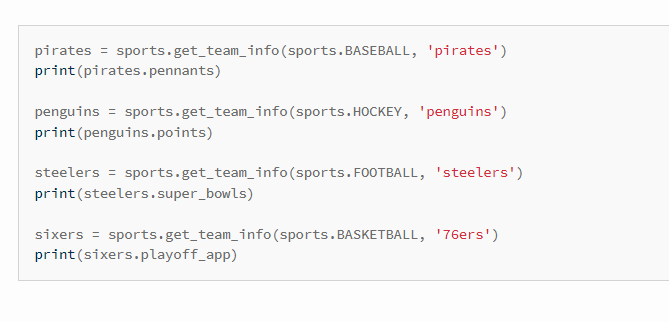 pirates = sports.get_team_info(sports.BASEBALL, 'pirates')
print(pirates.pennants)
penguins = sports.get_team_info(sports.HOCKEY, 'penguins')
print(penguins.points)
steelers = sports.get_team_info(sports.FOOTBALL, 'steelers')
print(steelers.super_bowls)
sixers = sports.get_team_info(sports.BASKETBALL, '76ers')
print(sixers.playoff_app)